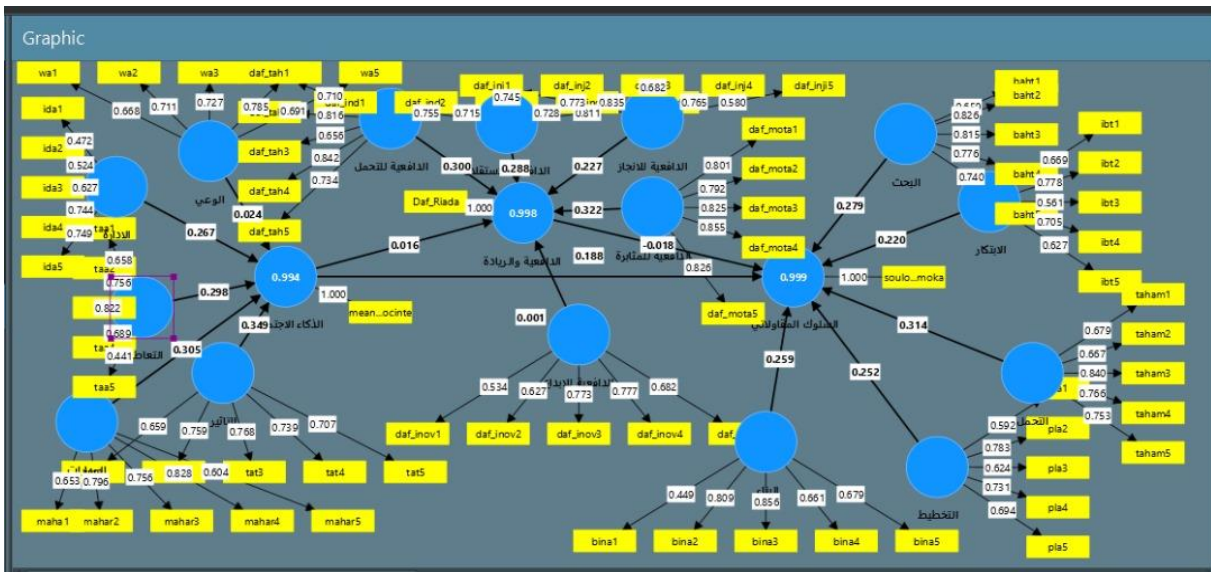 Graphic
wa1
wa2
wa3
daf_tah1
wa5
daf_inj1
daf_inj2
daf_inj4
daf_inji5
baht1
baht2
0.668
0.711
0.727
0.785
0.691
0.710
0.816
daf_ind1
daf_ind2
0.755
0.715
0.745
0.728
0.773
0.811
0.835
0.682
0.765
0.580
ida1
ida2
ida3
ida4
ida5
0.472
0.524
0.627
0.744
0.749
الوعي
daf_tah3
daf_tah4
daf_tah5
0.656
0.842
0.734
الدافعية للتحمل
الدافعية للانجاز
0.300
0.288
0.227
Daf_Riada
1.000
0.998
الدافعية والريادة
0.322
الدافعية للمثابرة
daf_mota1
daf_mota2
daf_mota3
daf_mota4
daf_mota5
0.801
0.792
0.825
0.855
0.826
البحث
0.826
0.815
0.776
0.740
baht3
baht4
الابتكار
0.669
0.778
0.561
0.705
0.627
ibt1
ibt2
ibt3
ibt4
ibt5
0.279
0.220
0.024
0.267
الادارة
0.994
0.016
0.188
-0.018
0.999
1.000
soulo...moka
السلوك المقاولاتي
taa1
taa2
0.658
0.756
0.822
0.689
0.441
0.298
0.349
0.305
1.000
mean...ocinte
taa5
0.001
0.259
0.252
0.314
taham1
taham2
taham3
taham4
taham5
0.679
0.667
0.840
0.766
0.753
التحمل
التأثير
0.659
0.759
0.768
0.739
0.707
tat3
tat4
tat5
0.534
0.627
0.773
0.777
0.682
daf_inov1
daf_inov2
daf_inov3
daf_inov4
0.592
0.783
0.624
0.731
0.694
pla2
pla3
pla4
pla5
التخطيط
0.653
0.796
0.756
0.828
0.604
maha1
mahar2
mahar3
mahar4
mahar5
0.449
0.809
0.856
0.661
0.679
bina1
bina2
bina3
bina4
bina5